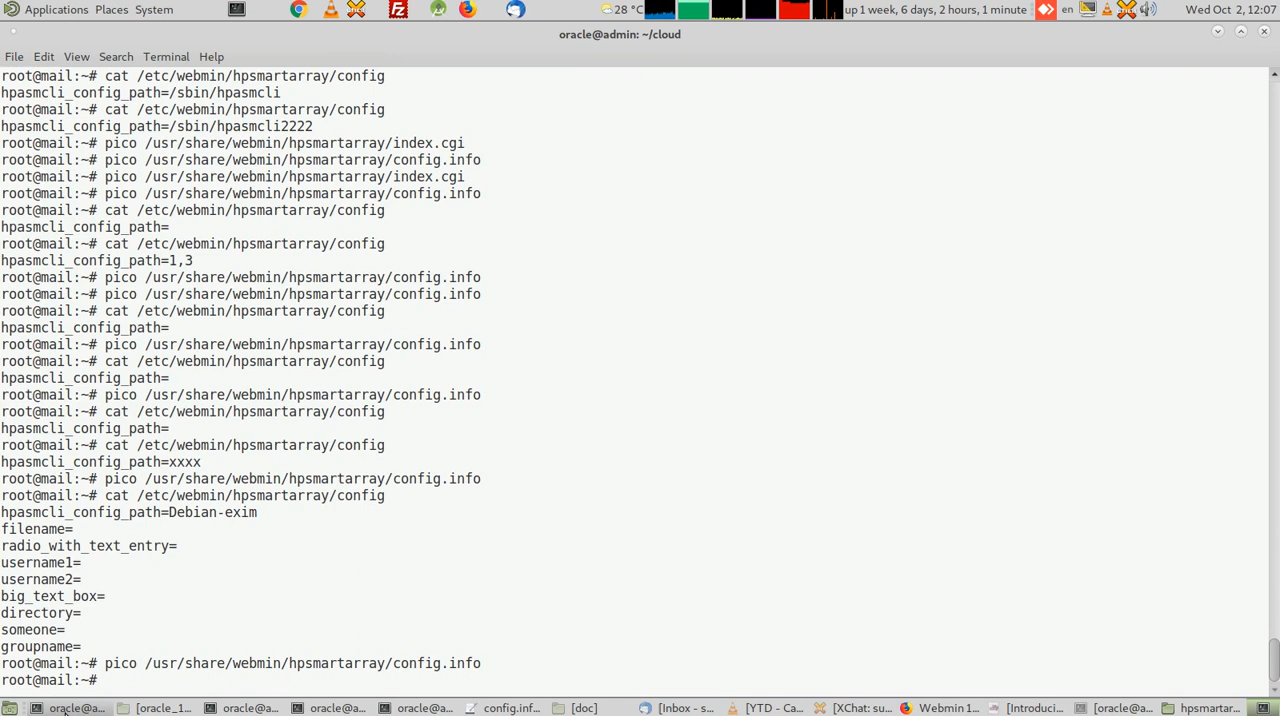 Applications Places System
28 °C
up 1 week, 6 days, 2 hours, 1 minute
en
Wed Oct 2, 12:07
oracle@admin: ~/cloud
File Edit View Search Terminal Help
root@mail:~# cat /etc/webmin/hpsmartarray/config
hpasmcli_config_path=/sbin/hpasmcli
root@mail:~# cat /etc/webmin/hpsmartarray/config
hpasmcli_config_path=/sbin/hpasmcli2222
root@mail:~# pico /usr/share/webmin/hpsmartarray/index.cgi
root@mail:~# pico /usr/share/webmin/hpsmartarray/config.info
root@mail:~# pico /usr/share/webmin/hpsmartarray/index.cgi
root@mail:~# pico /usr/share/webmin/hpsmartarray/config.info
root@mail:~# cat /etc/webmin/hpsmartarray/config
hpasmcli_config_path=
root@mail:~# cat /etc/webmin/hpsmartarray/config
hpasmcli_config_path=1,3
root@mail:~# pico /usr/share/webmin/hpsmartarray/config.info
root@mail:~# pico /usr/share/webmin/hpsmartarray/config.info
root@mail:~# cat /etc/webmin/hpsmartarray/config
hpasmcli_config_path=
root@mail:~# pico /usr/share/webmin/hpsmartarray/config.info
root@mail:~# cat /etc/webmin/hpsmartarray/config
hpasmcli_config_path=
root@mail:~# pico /usr/share/webmin/hpsmartarray/config.info
root@mail:~# cat /etc/webmin/hpsmartarray/config
hpasmcli_config_path=
root@mail:~# cat /etc/webmin/hpsmartarray/config
hpasmcli_config_path=xxxx
root@mail:~# pico /usr/share/webmin/hpsmartarray/config.info
root@mail:~# cat /etc/webmin/hpsmartarray/config
hpasmcli_config_path=Debian-exim
filename=
radio_with_text_entry=
username1=
username2=
big_text_box=
directory=
someone=
groupname=
root@mail:~# pico /usr/share/webmin/hpsmartarray/config.info
root@mail:~#
oracle@a... [oracle_1... oracle@a... oracle@a... oracle@a... config.inf... [doc] [Inbox - s... [YTD - Ca... [XChat: su... Webmin 1... [Introduci... [oracle@a... hpsmartar...